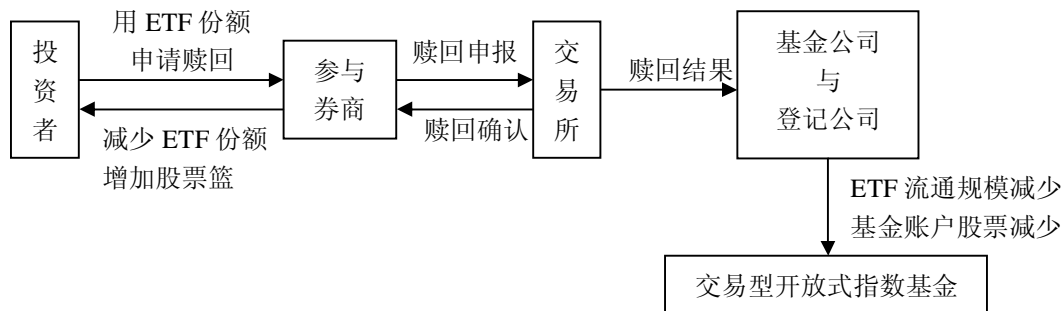 投资者
用 ETF 份额
申请赎回
减少 ETF 份额
增加股票篮
参与
券商
赎回申报
赎回确认
交易所
赎回结果
基金公司
与
登记公司
ETF 流通规模减少
基金账户股票减少
交易型开放式指数基金